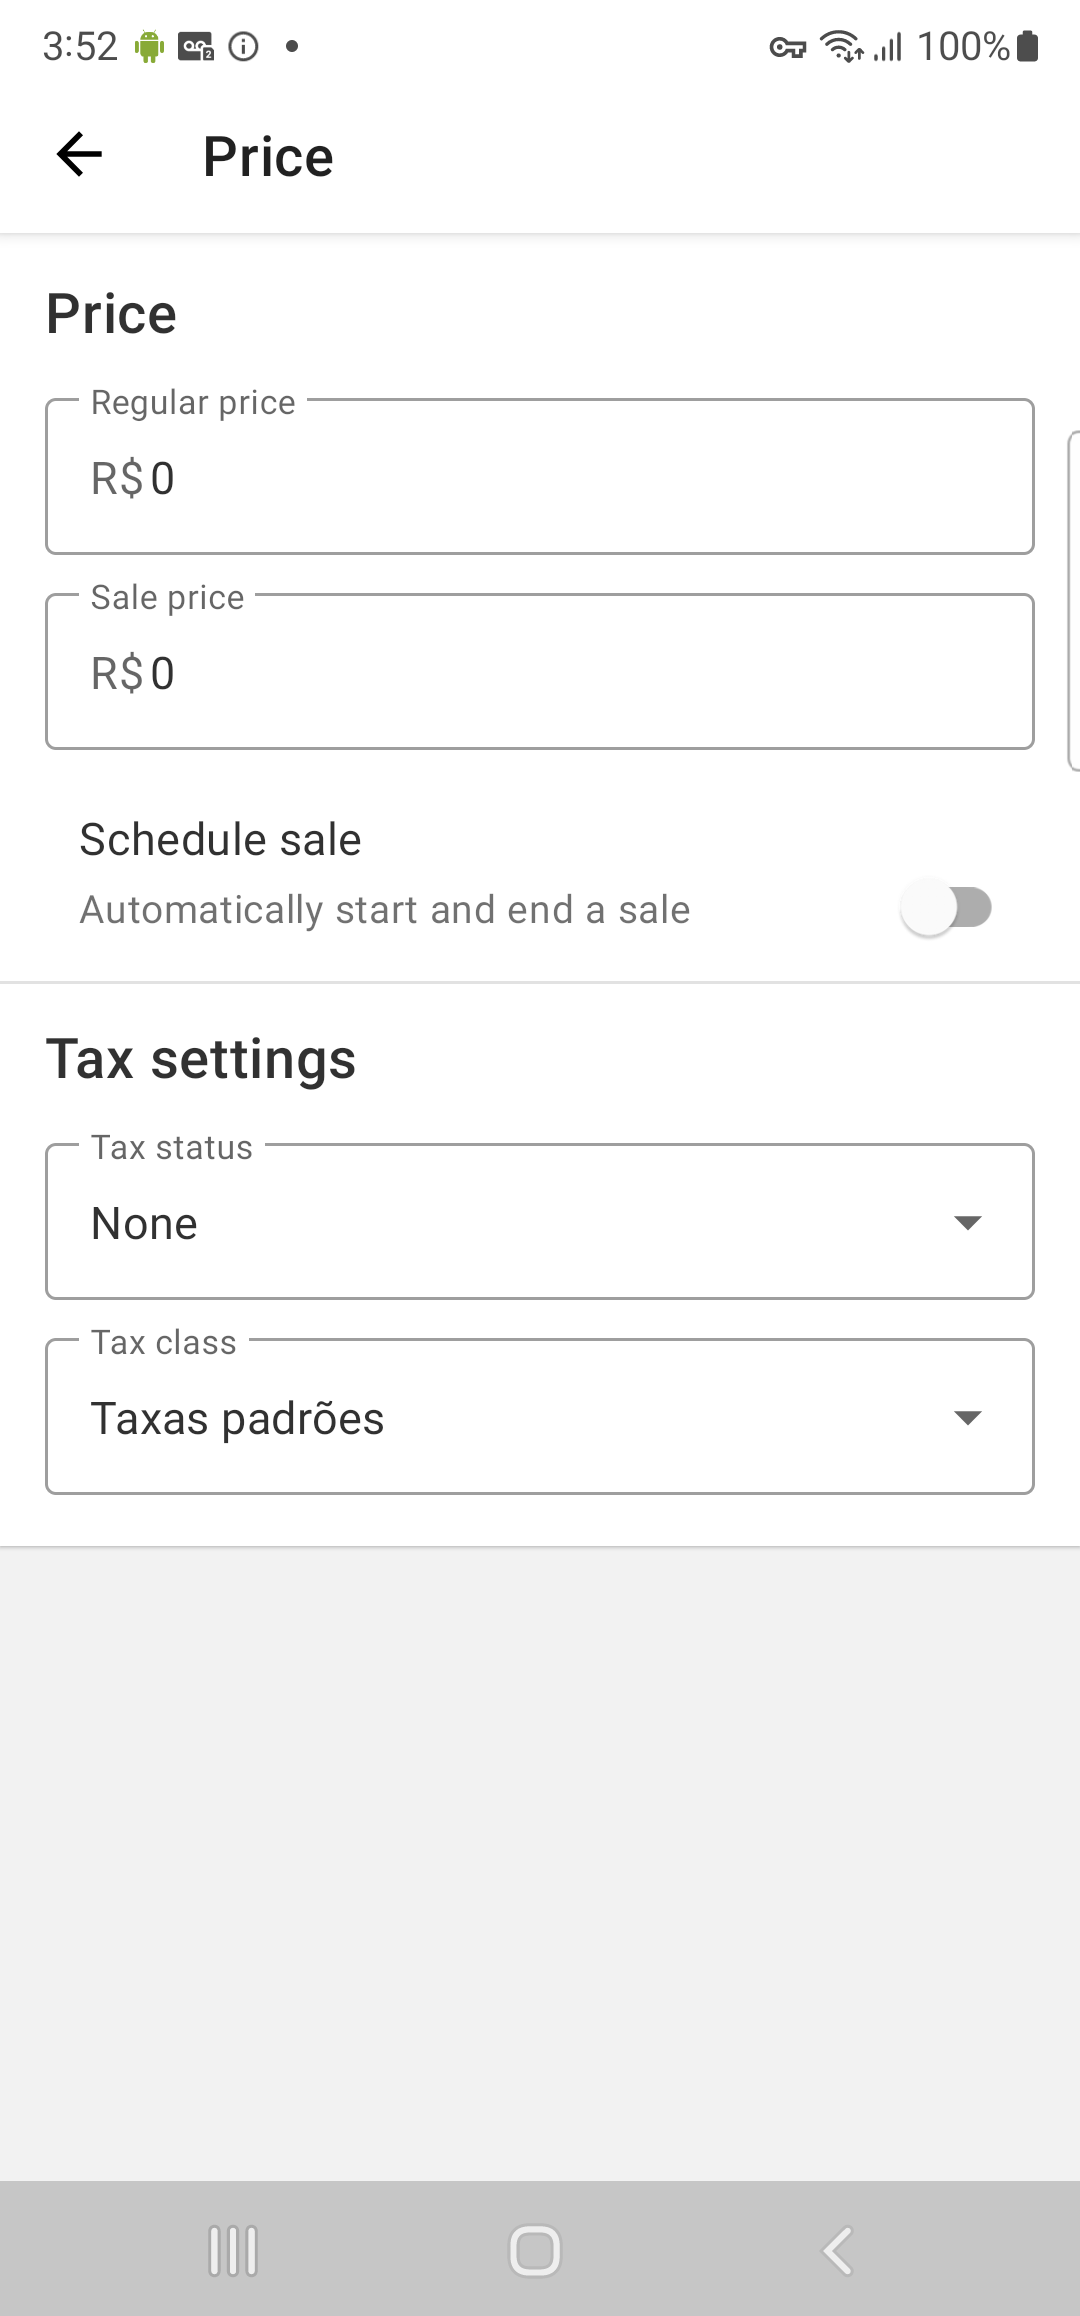 3:52
100%
Price
Price
Regular price
R$ 0
Sale price
R$ 0
Schedule sale
Automatically start and end a sale
Tax settings
Tax status
None
Tax class
Taxas padrões